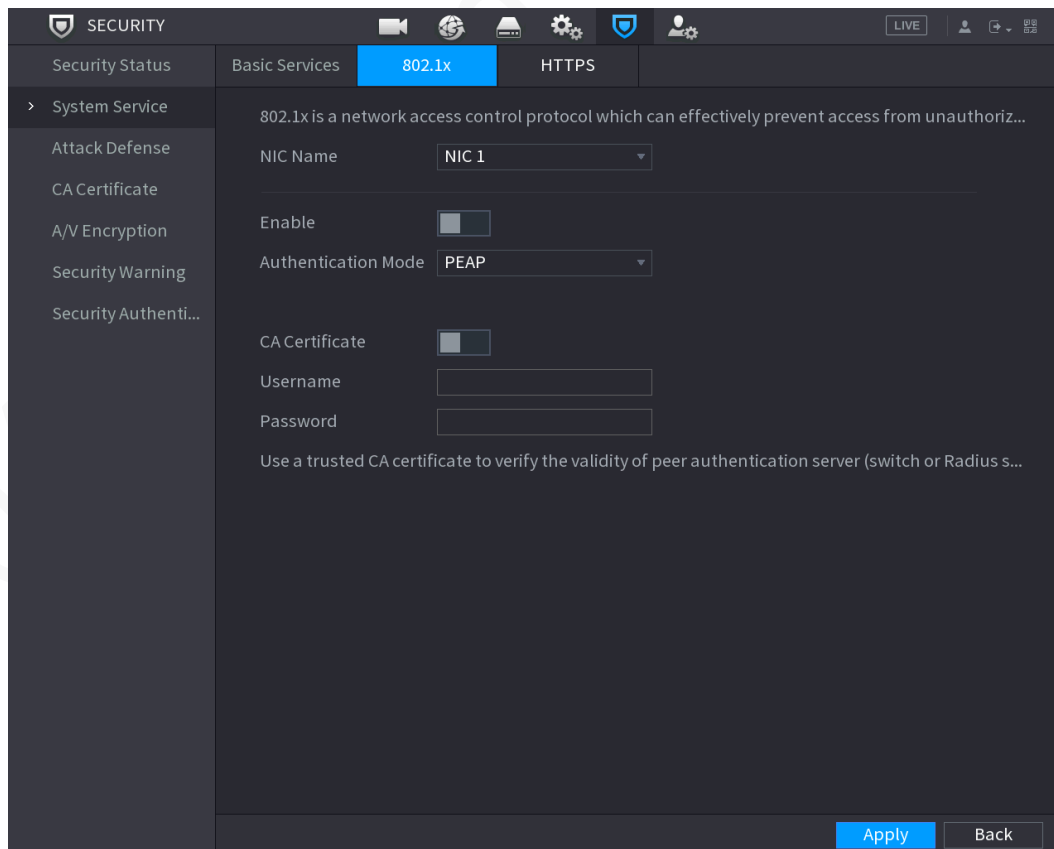 SECURITY
LIVE
Security Status
System Service
Attack Defense
CA Certificate
A/V Encryption
Security Warning
Security Authenti...
Basic Services 802.1x HTTPS
802.1x is a network access control protocol which can effectively prevent access from unauthoriz...
NIC Name NIC 1
Enable
Authentication Mode PEAP
CA Certificate
Username
Password
Use a trusted CA certificate to verify the validity of peer authentication server (switch or Radius s...
Apply Back